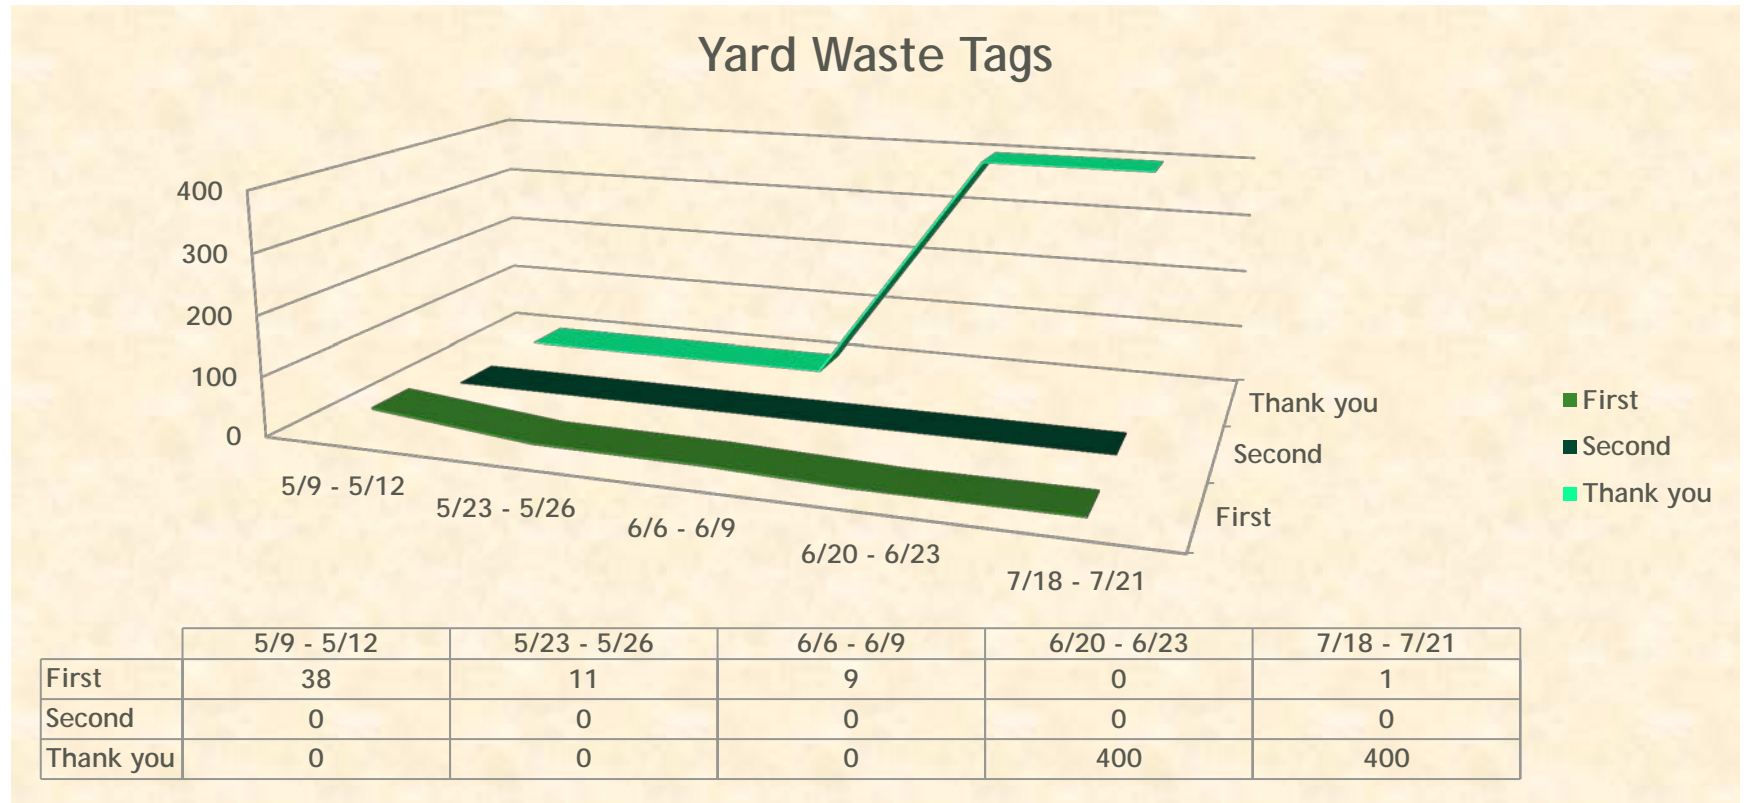 Yard Waste Tags
400
300
200
100
0
5/9 - 5/12
5/23 - 5/26
6/6 - 6/9
6/20 - 6/23
7/18 - 7/21
Thank you
Second
First
First
Second
Thank you
5/9 - 5/12 5/23 - 5/26 6/6 - 6/9 6/20 - 6/23 7/18 - 7/21
First 38 11 9 0 1
Second 0 0 0 0 0
Thank you 0 0 0 400 400